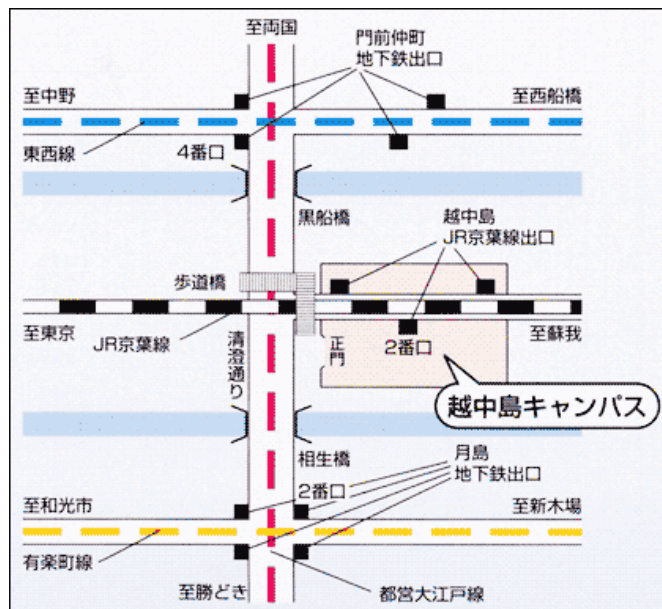 至両国
門前仲町
地下鉄出口
至中野
至西船橋
東西線
4番口
黒船橋
越中島
JR京葉線出口
歩道橋
至東京
JR京葉線
清澄通り
正門
2番口
至蘇我
越中島キャンパス
相生橋
月島
地下鉄出口
2番口
至和光市
至新木場
有楽町線
至勝どき
都営大江戸線